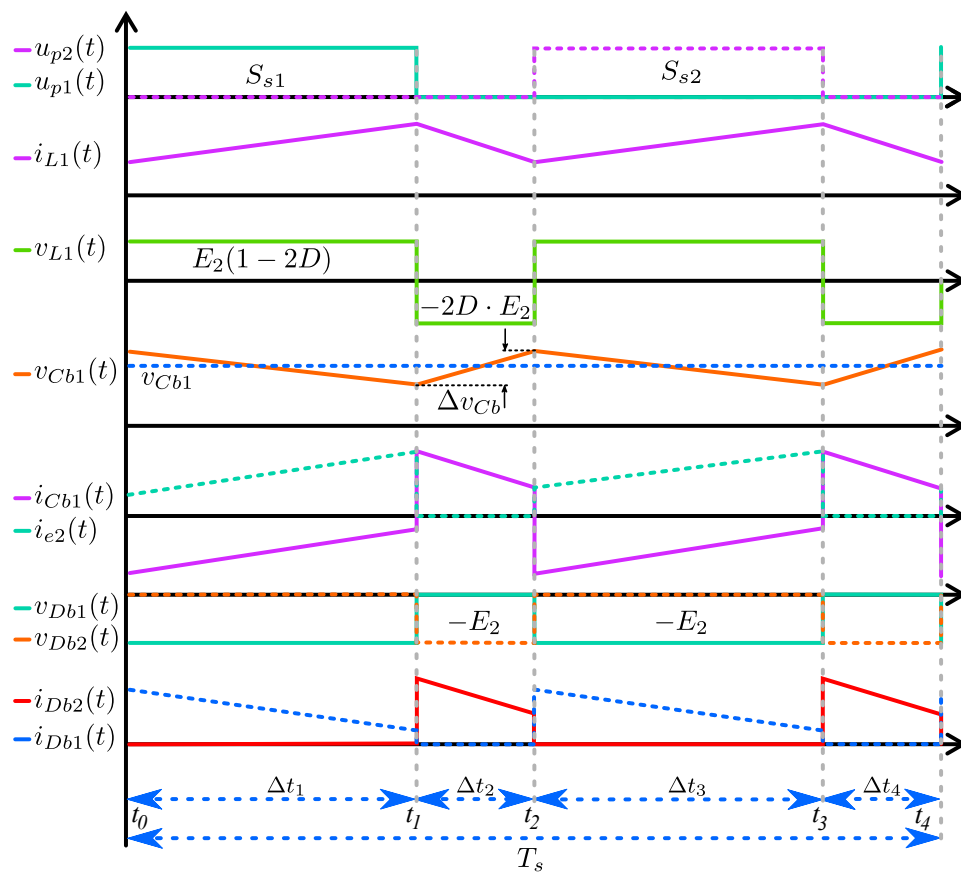 u_{p2}(t)
u_{p1}(t)
S_{s1}
S_{s2}
i_{L1}(t)
v_{L1}(t)
E_2(1 − 2D)
−2D · E_2
v_{Cb1}(t)
v_{Cb1}
Δv_{Cb}
i_{Cb1}(t)
i_{e2}(t)
v_{Db1}(t)
v_{Db2}(t)
−E_2
−E_2
i_{Db2}(t)
i_{Db1}(t)
Δt_1
Δt_2
Δt_3
Δt_4
t_0
t_1
t_2
t_3
t_4
T_s